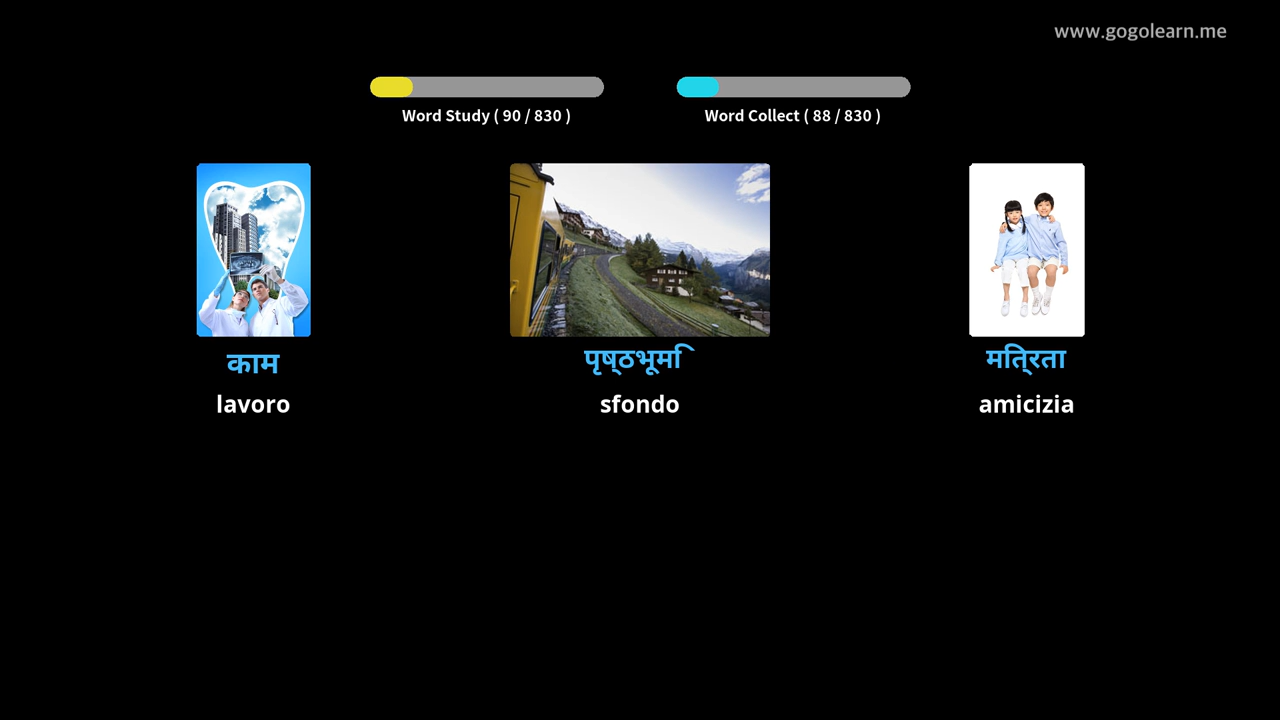 www.gogolearn.me
Word Study ( 90 / 830 )
Word Collect ( 88 / 830 )
काम
पृष्ठभूमि
मित्रता
lavoro
sfondo
amicizia